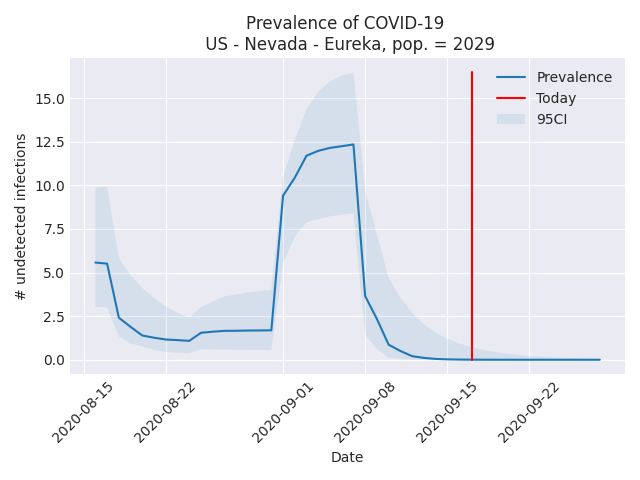 Prevalence of COVID-19
US - Nevada - Eureka, pop. = 2029
Prevalence
Today
95CI
# undetected infections
15.0
12.5
10.0
7.5
5.0
2.5
0.0
2020-08-15
2020-08-22
2020-09-01
2020-09-08
2020-09-15
2020-09-22
Date